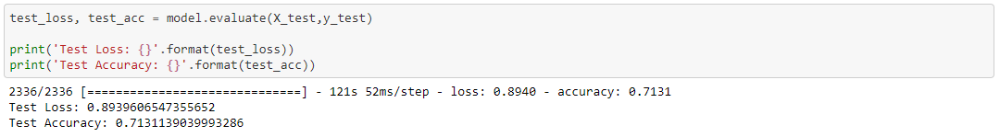 test_loss, test_acc = model.evaluate(X_test,y_test)
print('Test Loss: {}'.format(test_loss))
print('Test Accuracy: {}'.format(test_acc))
2336/2336 [==============================] - 121s 52ms/step - loss: 0.8940 - accuracy: 0.7131
Test Loss: 0.8939606547355652
Test Accuracy: 0.7131139039993286